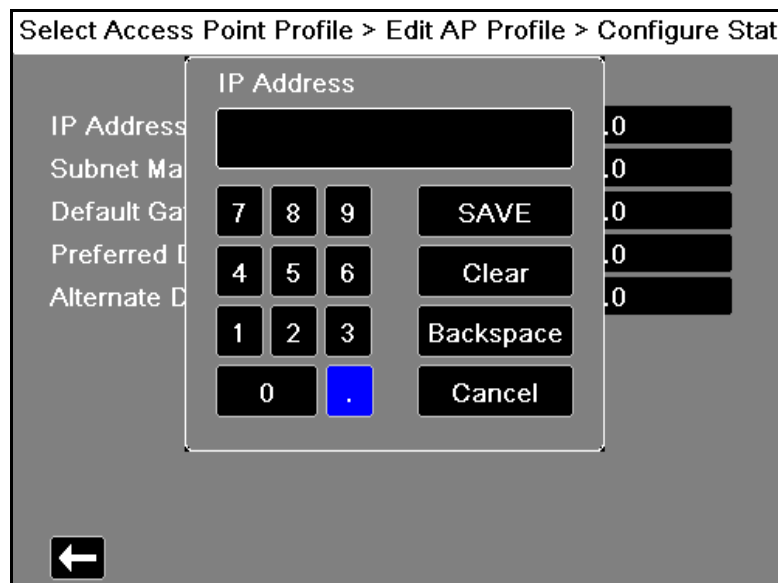 Select Access Point Profile > Edit AP Profile > Configure Stat
IP Address
IP Address .0
Subnet Ma .0
Default Ga .0
Preferred .0
Alternate .0
7 8 9 SAVE
4 5 6 Clear
1 2 3 Backspace
0 . Cancel